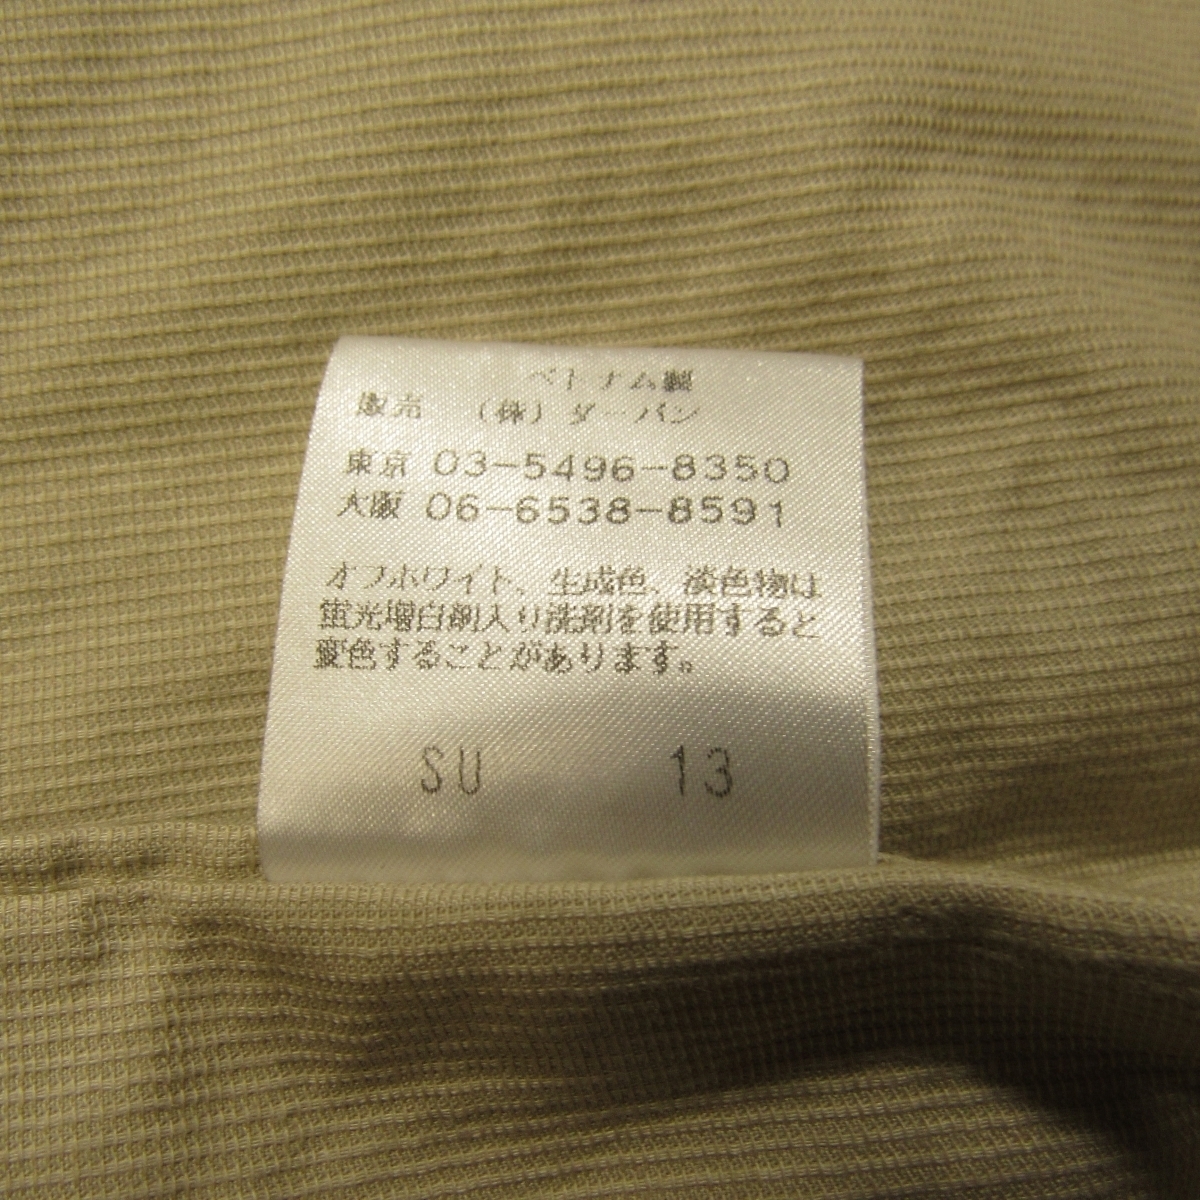 ベトナム製
販売 （株）ダーバン
東京 03-5496-8350
大阪 06-6538-8591
オフホワイト、生成色、淡色物は
蛍光増白剤入り洗剤を使用すると
変色することがあります。
SU 13